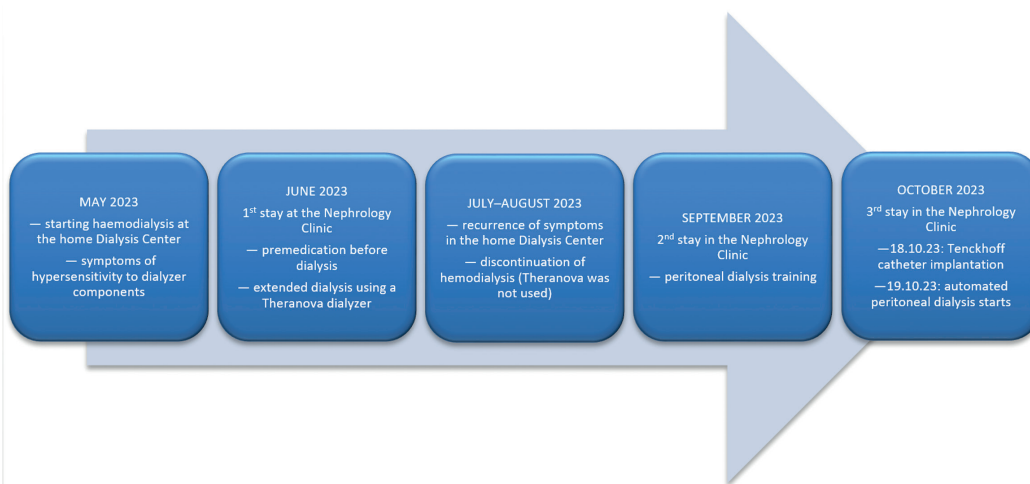 MAY 2023
— starting haemodialysis at
the home Dialysis Center
— symptoms of
hypersensitivity to dialyzer
components
JUNE 2023
1st stay at the Nephrology
Clinic
— premedication before
dialysis
— extended dialysis using a
Theranova dialyzer
JULY–AUGUST 2023
— recurrence of symptoms
in the home Dialysis Center
— discontinuation of
hemodialysis (Theranova was
not used)
SEPTEMBER 2023
2nd stay in the Nephrology
Clinic
— peritoneal dialysis training
OCTOBER 2023
3rd stay in the Nephrology
Clinic
—18.10.23: Tenckhoff
catheter implantation
—19.10.23: automated
peritoneal dialysis starts